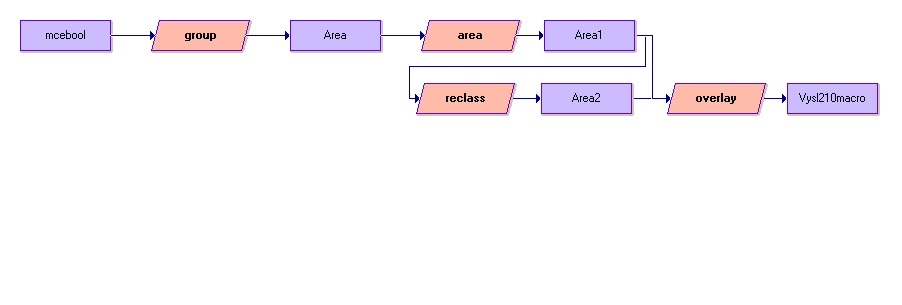 mcebool group Area area Area1
reclass Area2 overlay Vysl210macro